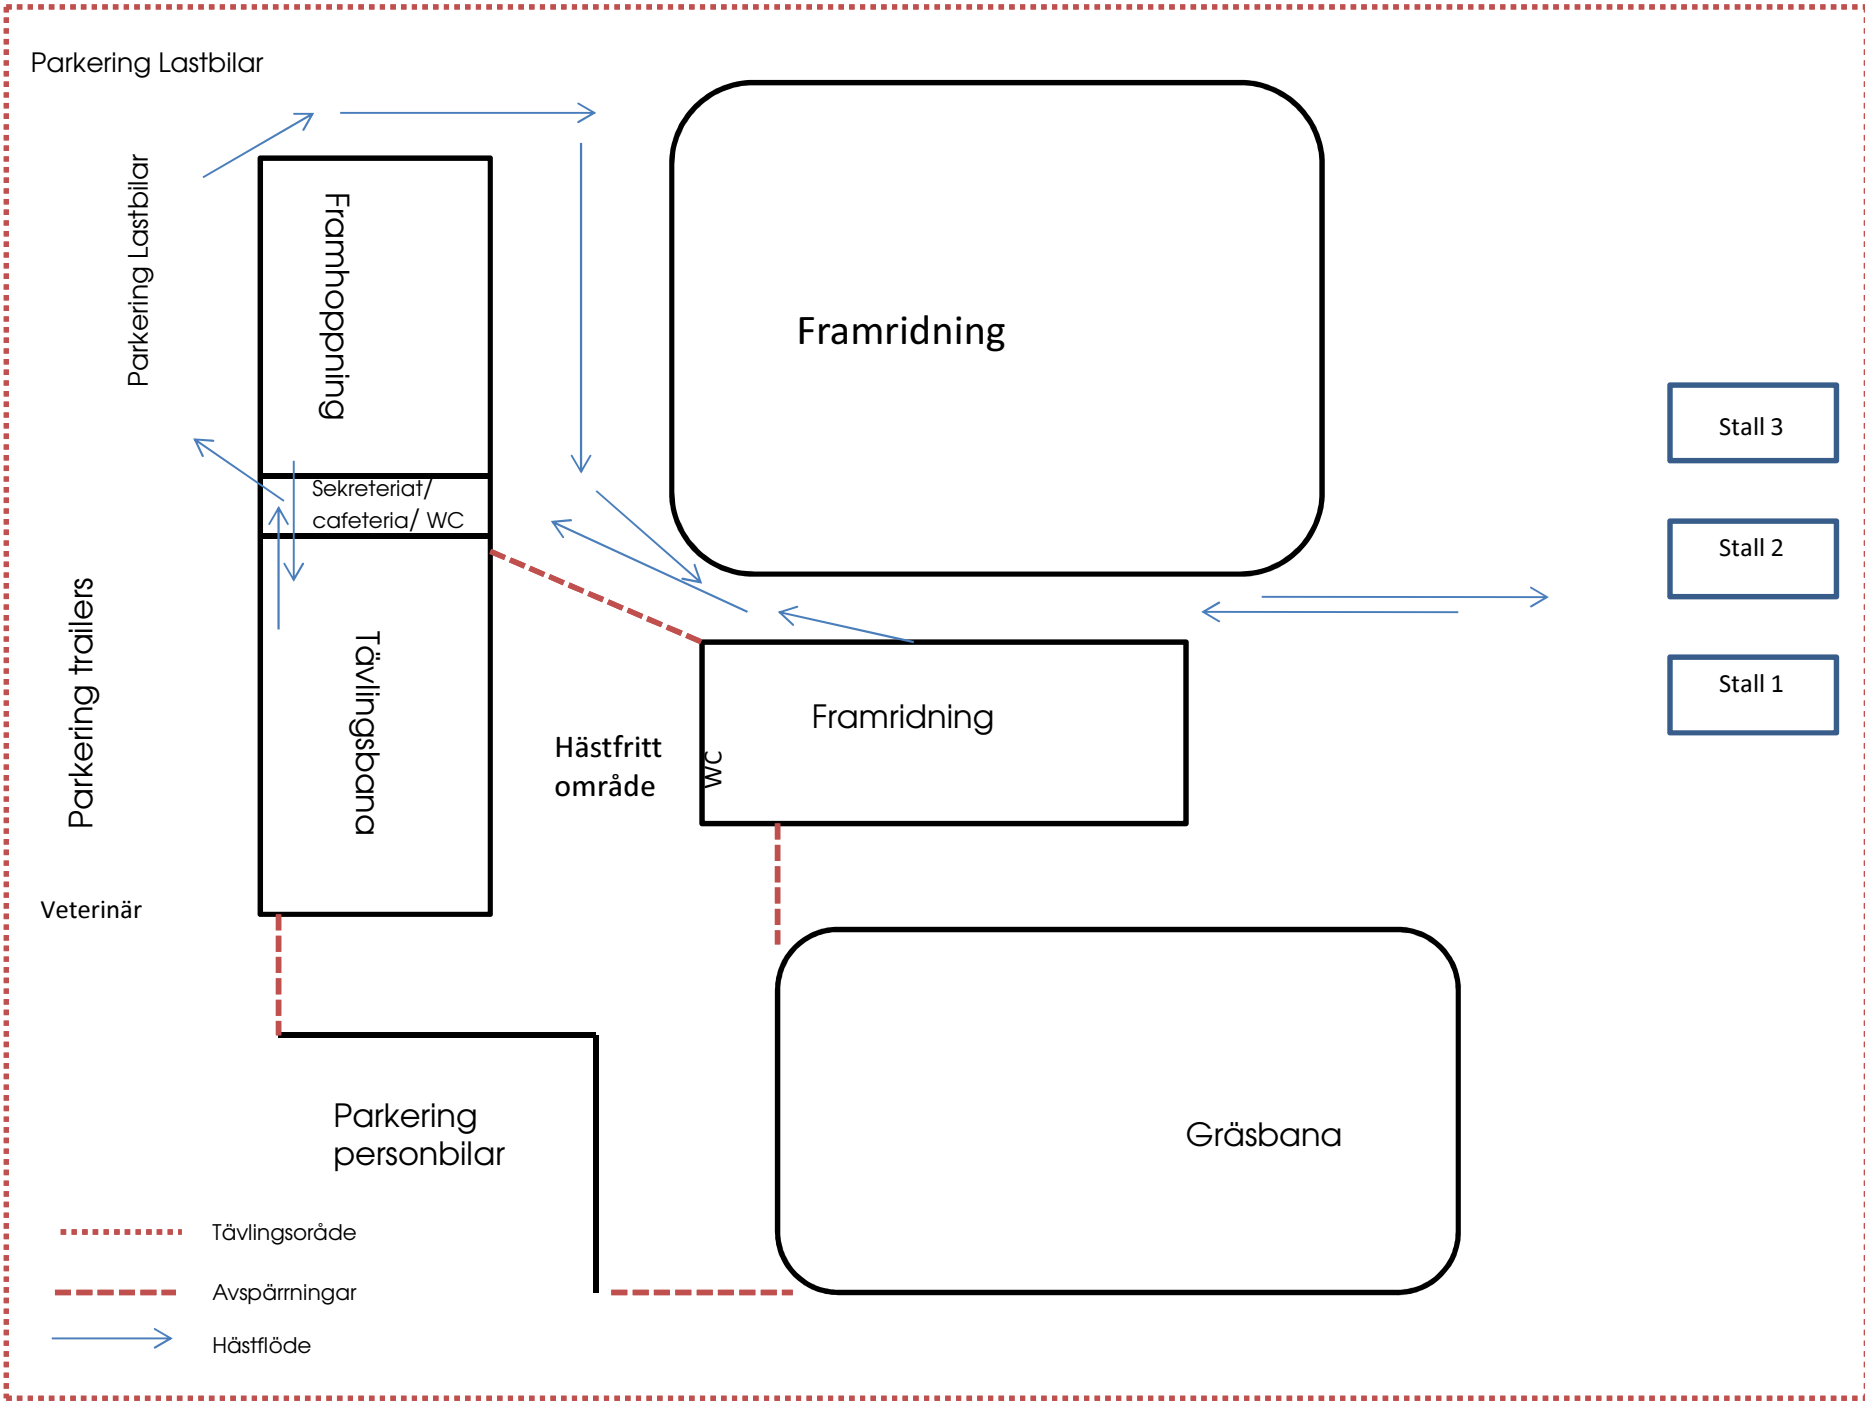 Parkering Lastbilar
Parkering Lastbilar
Framhoppning
Framridning
Stall 3
Sekreteriat/
cafeteria/ WC
Stall 2
Parkering trailers
Tävlingsbana
Stall 1
Framridning
Hästfritt
område
WC
Veterinär
Parkering
personbilar
Gräsbana
Tävlingsoråde
Avspärrningar
Hästflöde